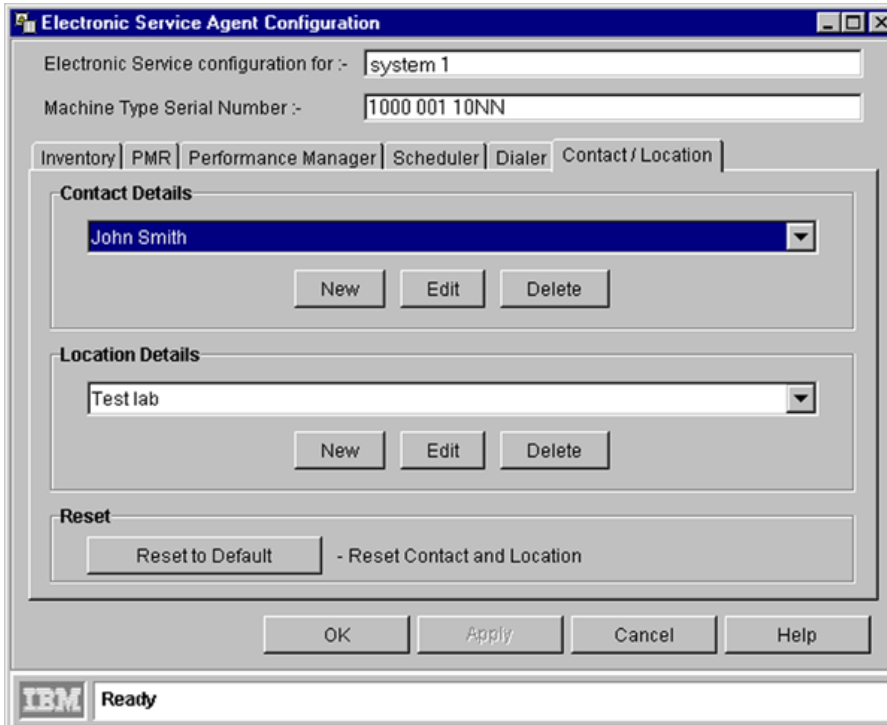 Electronic Service Agent Configuration
Electronic Service configuration for :- system 1
Machine Type Serial Number :- 1000 001 10NN
Inventory PMR Performance Manager Scheduler Dialer Contact / Location
Contact Details
John Smith
New Edit Delete
Location Details
Test lab
New Edit Delete
Reset
Reset to Default - Reset Contact and Location
OK Apply Cancel Help
IBM Ready